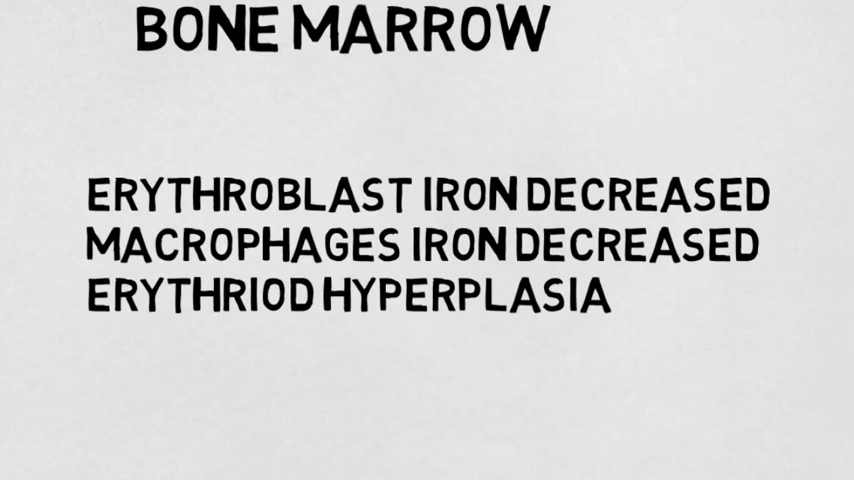 BONE MARROW
ERYTHROBLAST IRON DECREASED
MACROPHAGES IRON DECREASED
ERYTHRIOD HYPERPLASIA